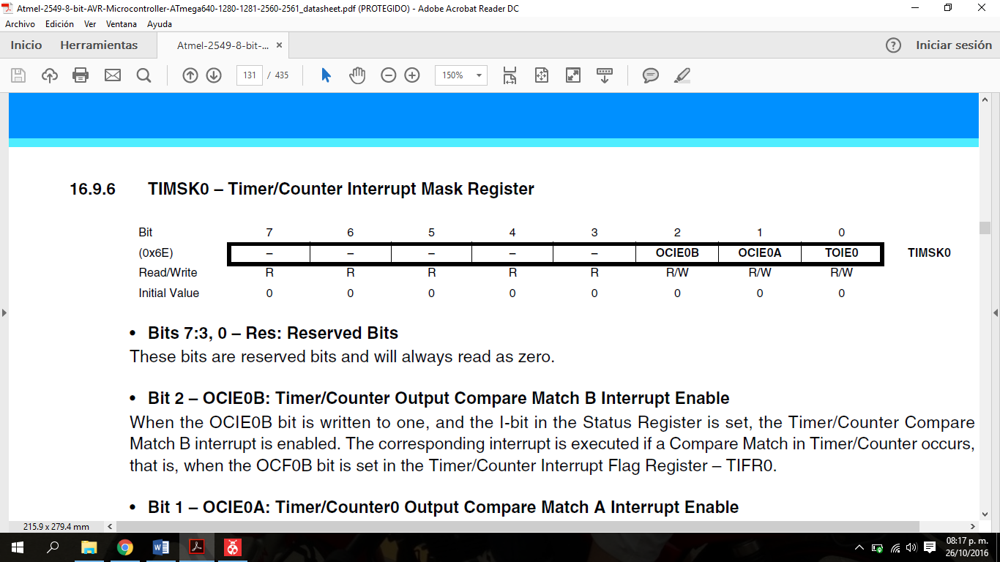 Atmel-2549-8-bit-AVR-Microcontroller-ATmega640-1280-1281-2560-2561_datasheet.pdf (PROTEGIDO) - Adobe Acrobat Reader DC
Archivo Edición Ver Ventana Ayuda
Inicio Herramientas Atmel-2549-8-bit-... × ? Iniciar sesión
131 / 435 150%
16.9.6 TIMSK0 – Timer/Counter Interrupt Mask Register
Bit 7 6 5 4 3 2 1 0
(0x6E) – – – – – OCIE0B OCIE0A TOIE0 TIMSK0
Read/Write R R R R R R/W R/W R/W
Initial Value 0 0 0 0 0 0 0 0
• Bits 7:3, 0 – Res: Reserved Bits
These bits are reserved bits and will always read as zero.
• Bit 2 – OCIE0B: Timer/Counter Output Compare Match B Interrupt Enable
When the OCIE0B bit is written to one, and the I-bit in the Status Register is set, the Timer/Counter Compare
Match B interrupt is enabled. The corresponding interrupt is executed if a Compare Match in Timer/Counter occurs,
that is, when the OCF0B bit is set in the Timer/Counter Interrupt Flag Register – TIFR0.
• Bit 1 – OCIE0A: Timer/Counter0 Output Compare Match A Interrupt Enable
215.9 x 279.4 mm
08:17 p. m.
26/10/2016